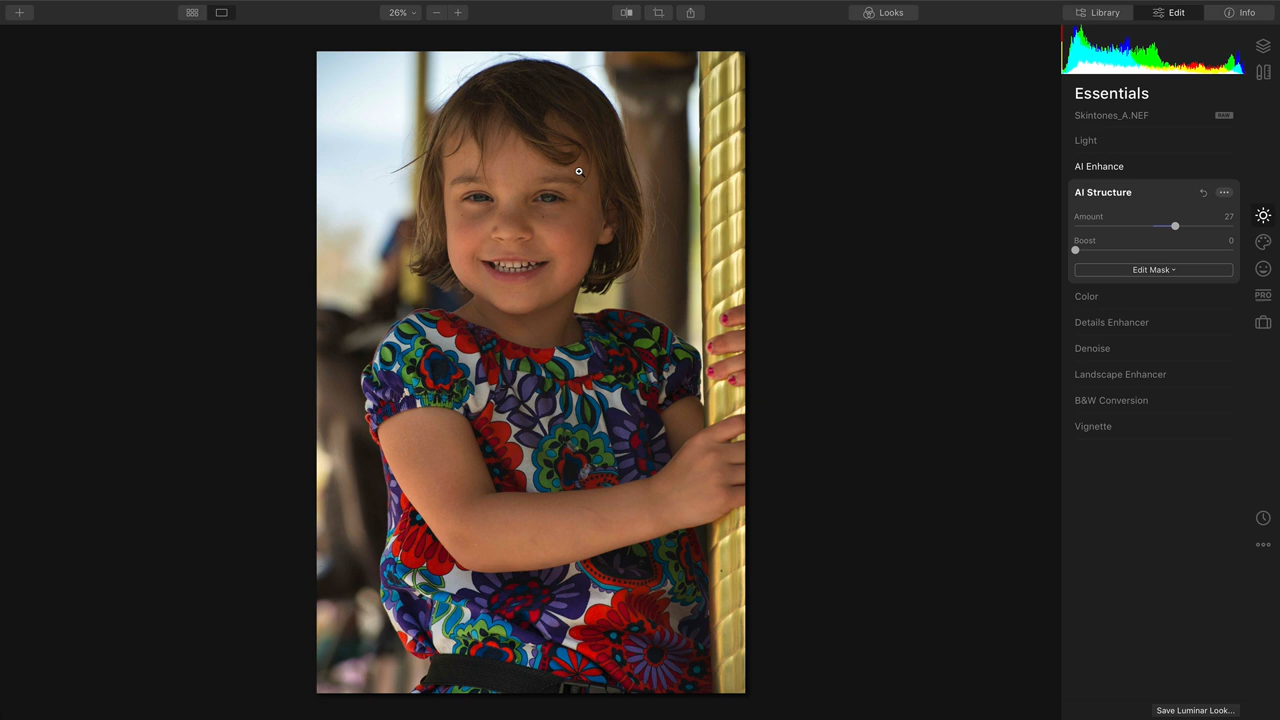 26%
Looks
Library
Edit
Info
Essentials
Skintones_A.NEF
RAW
Light
AI Enhance
AI Structure
Amount 27
Boost 0
Edit Mask
Color
Details Enhancer
Denoise
Landscape Enhancer
B&W Conversion
Vignette
PRO
Save Luminar Look...